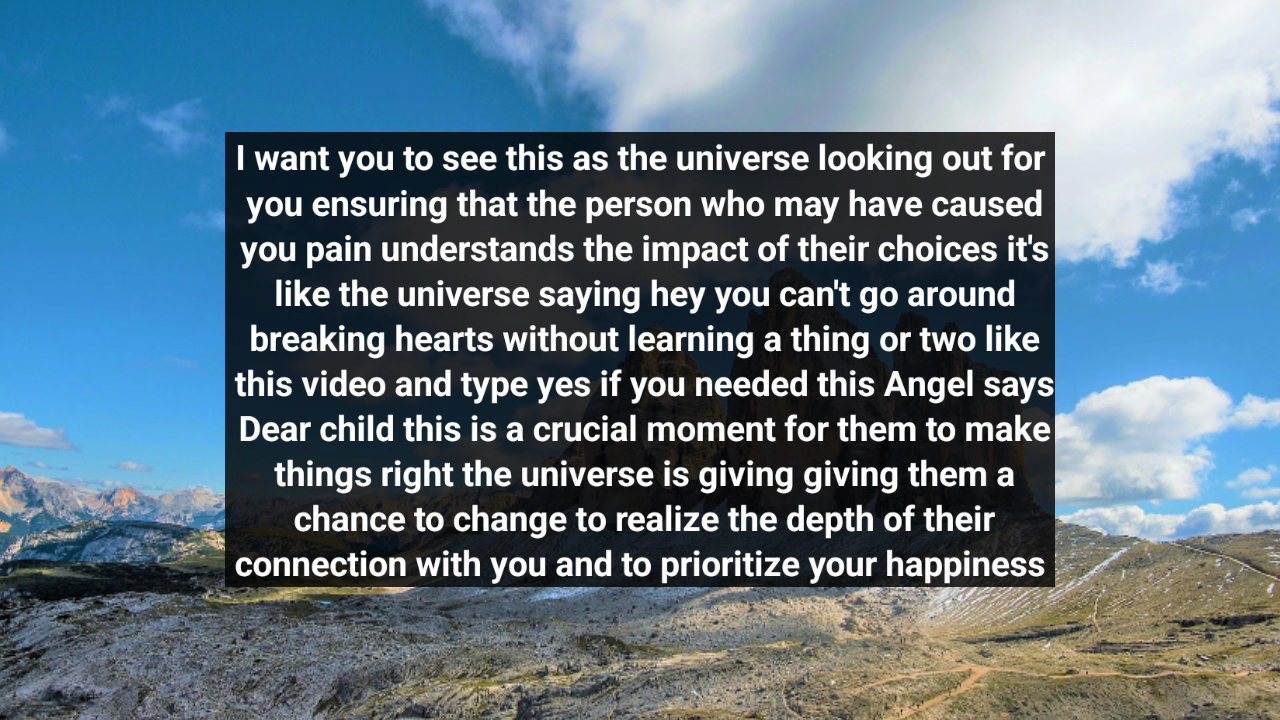 I want you to see this as the universe looking out for
you ensuring that the person who may have caused
you pain understands the impact of their choices it's
like the universe saying hey you can't go around
breaking hearts without learning a thing or two like
this video and type yes if you needed this Angel says
Dear child this is a crucial moment for them to make
things right the universe is giving giving them a
chance to change to realize the depth of their
connection with you and to prioritize your happiness